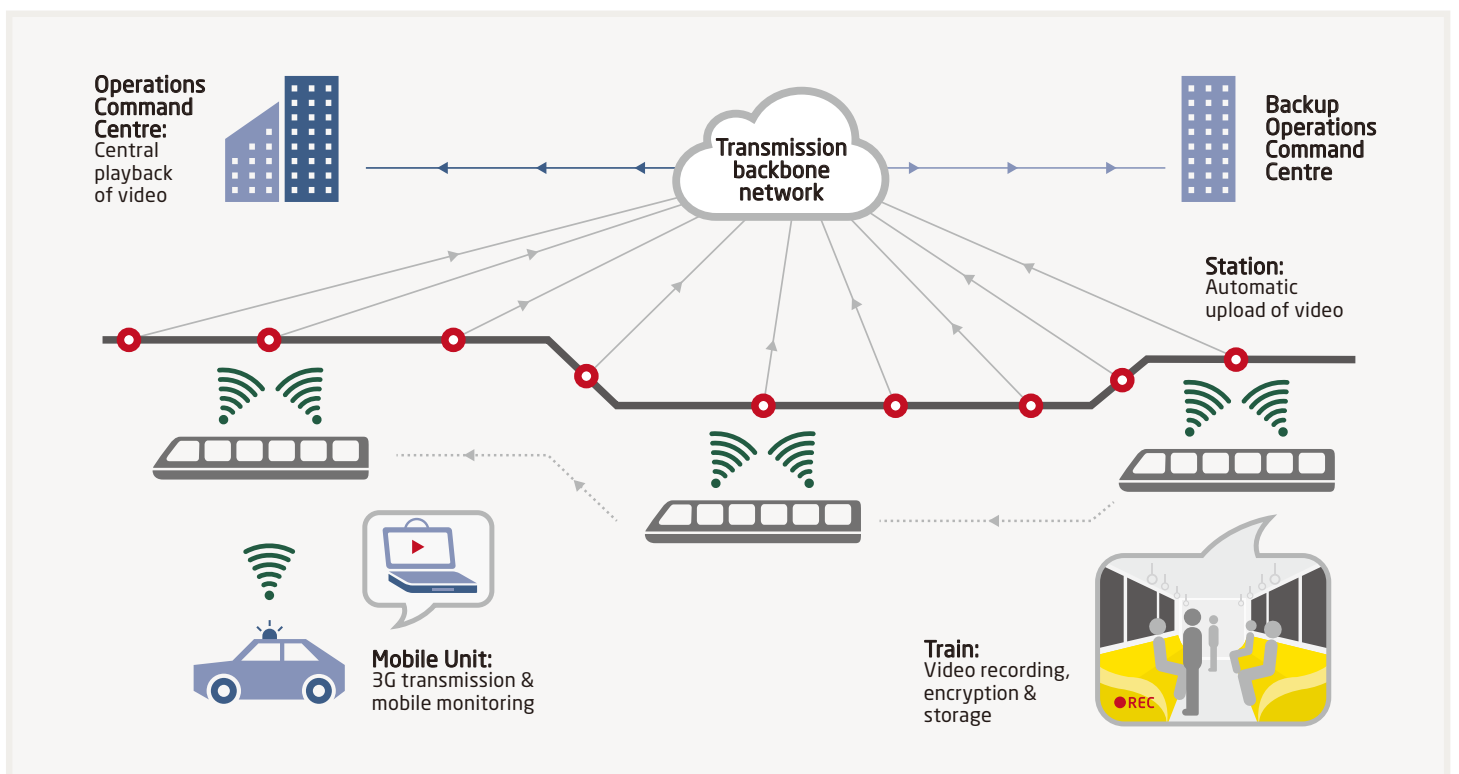 Operations
Command
Centre:
Central
playback
of video
Transmission
backbone
network
Backup
Operations
Command
Centre
Station:
Automatic
upload of video
Mobile Unit:
3G transmission &
mobile monitoring
Train:
Video recording,
encryption &
storage
REC